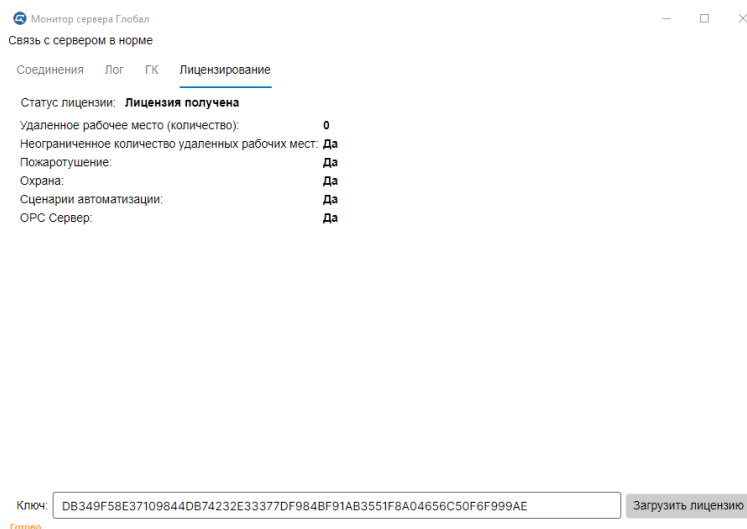 Монитор сервера Глобал
Связь с сервером в норме
Соединения Лог ГК Лицензирование
Статус лицензии: Лицензия получена
Удаленное рабочее место (количество): 0
Неограниченное количество удаленных рабочих мест: Да
Пожаротушение: Да
Охрана: Да
Сценарии автоматизации: Да
ОРС Сервер: Да
Ключ: DB349F58E37109844DB74232E33377DF984BF91AB3551F8A04656C50F6F999AE Загрузить лицензию
Готово